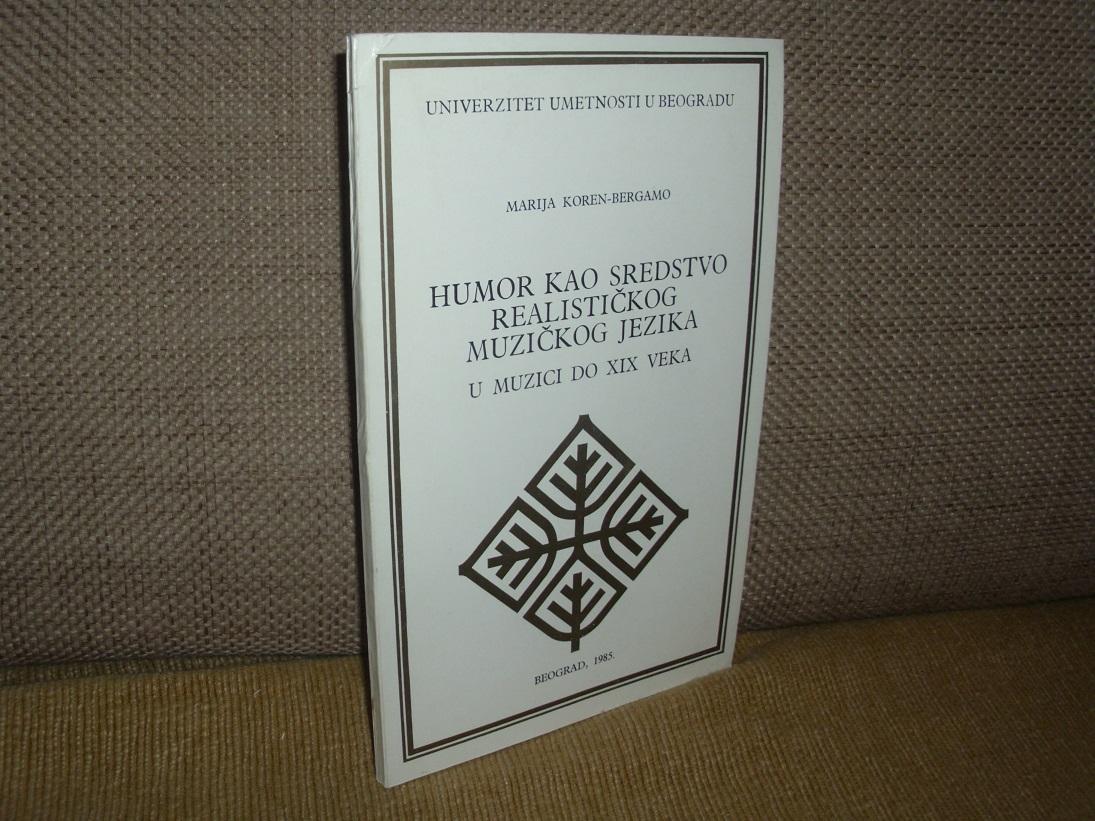 UNIVERZITET UMETNOSTI U BEOGRADU
MARIJA KOREN-BERGAMO
HUMOR KAO SREDSTVO
REALISTIČKOG
MUZIČKOG JEZIKA
U MUZICI DO XIX VEKA
BEOGRAD, 1985.